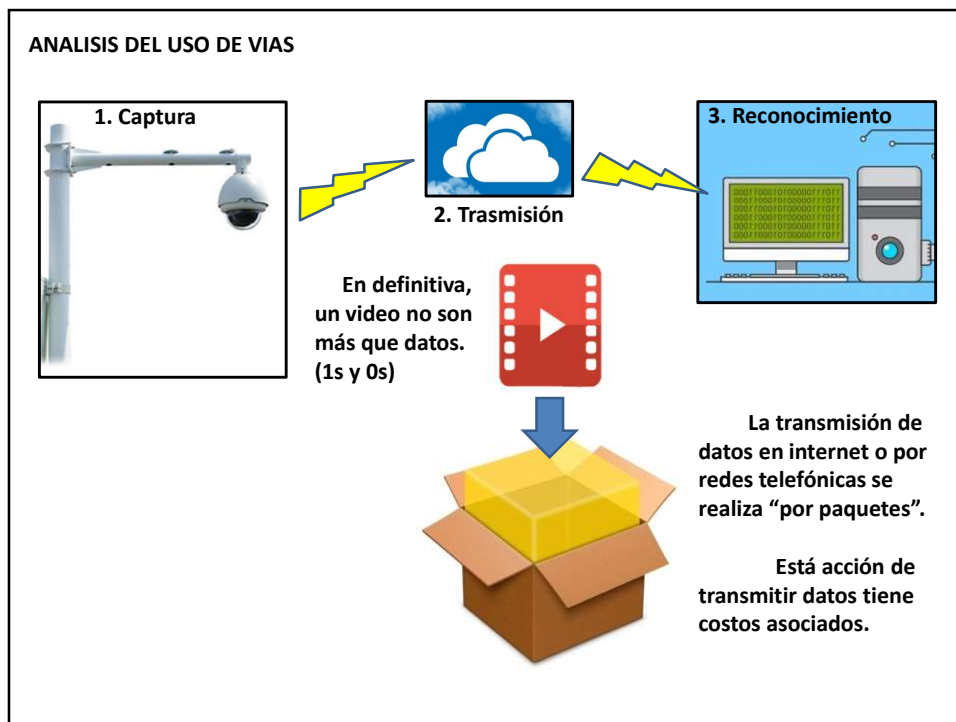 ANALISIS DEL USO DE VIAS
1. Captura
2. Trasmisión
3. Reconocimiento
En definitiva,
un video no son
más que datos.
(1s y 0s)
La transmisión de
datos en internet o por
redes telefónicas se
realiza “por paquetes”.
Está acción de
transmitir datos tiene
costos asociados.